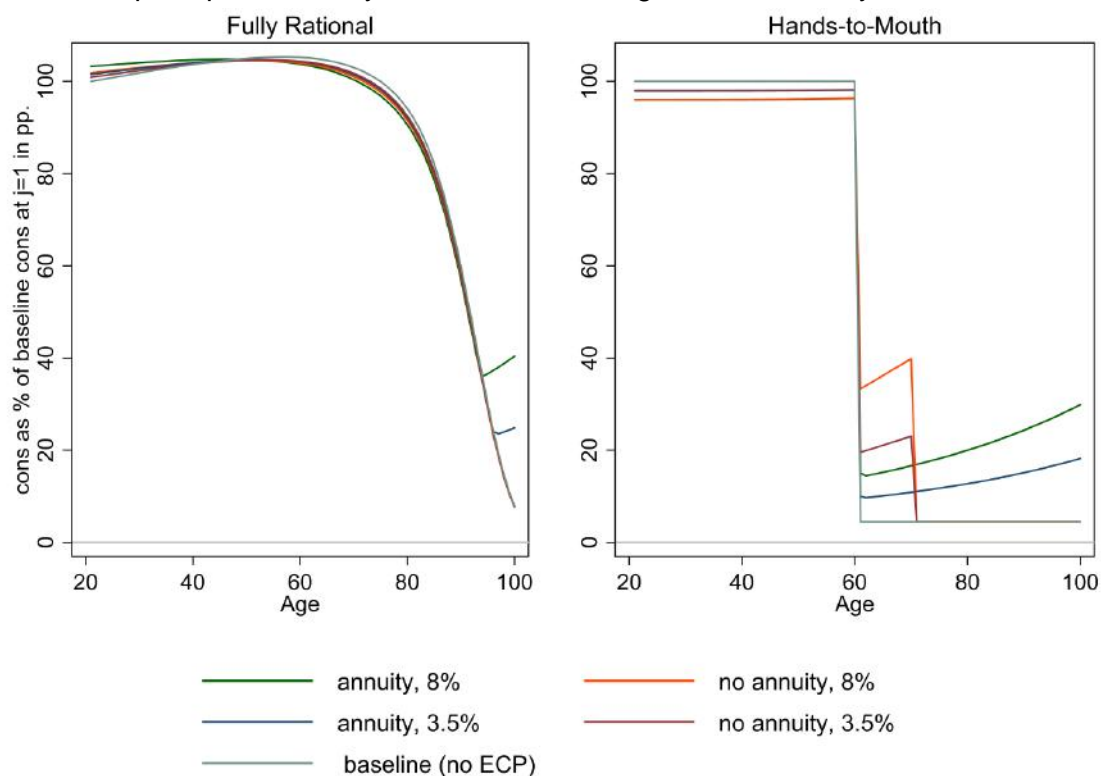 Fully Rational
Hands-to-Mouth
cons as % of baseline cons at j=1 in pp.
100
80
60
40
20
0
20 40 60 80 100
Age
100
80
60
40
20
0
20 40 60 80 100
Age
annuity, 8%
no annuity, 8%
annuity, 3.5%
no annuity, 3.5%
baseline (no ECP)